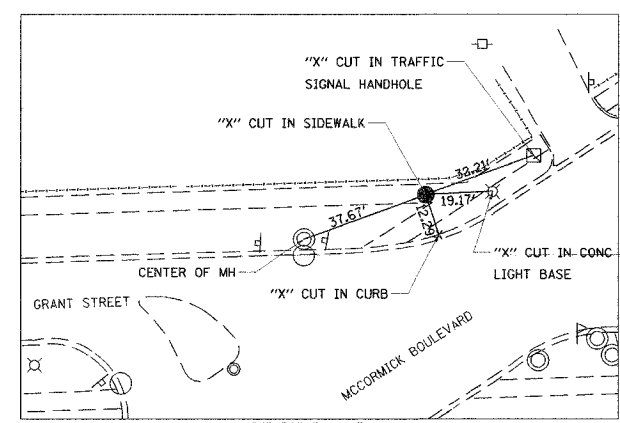 "X" CUT IN TRAFFIC
SIGNAL HANDHOLE
"X" CUT IN SIDEWALK
32.21'
19.17'
37.67'
12.29'
CENTER OF MH
"X" CUT IN CONC
LIGHT BASE
"X" CUT IN CURB
GRANT STREET
MCCORMICK BOULEVARD